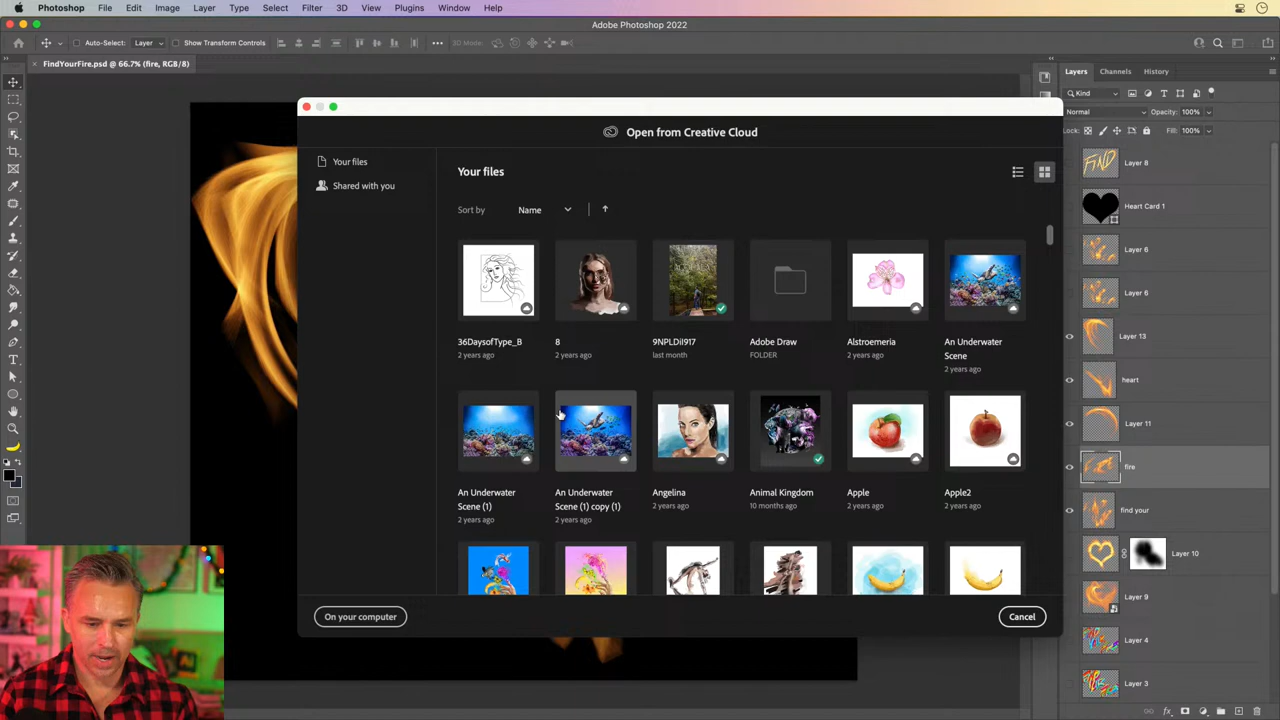 Photoshop File Edit Image Layer Type Select Filter 3D View Plugins Window Help
Adobe Photoshop 2022
Auto-Select: Layer Show Transform Controls 3D Mode:
FindYourFire.psd @ 66.7% (fire, RGB/8)
Layers Channels History
Kind
Normal Opacity: 100%
Lock: Fill: 100%
FIND Layer 8
Heart Card 1
Layer 6
Layer 6
Layer 13
heart
Layer 11
fire
find your
Layer 10
Layer 9
Layer 4
Layer 3
Open from Creative Cloud
Your files
Shared with you
Your files
Sort by Name
36DaysofType_B
2 years ago
8
2 years ago
9NPLDiI917
last month
Adobe Draw
FOLDER
Alstroemeria
2 years ago
An Underwater
Scene
2 years ago
An Underwater
Scene (1)
2 years ago
An Underwater
Scene (1) copy (1)
2 years ago
Angelina
2 years ago
Animal Kingdom
10 months ago
Apple
2 years ago
Apple2
2 years ago
On your computer
Cancel